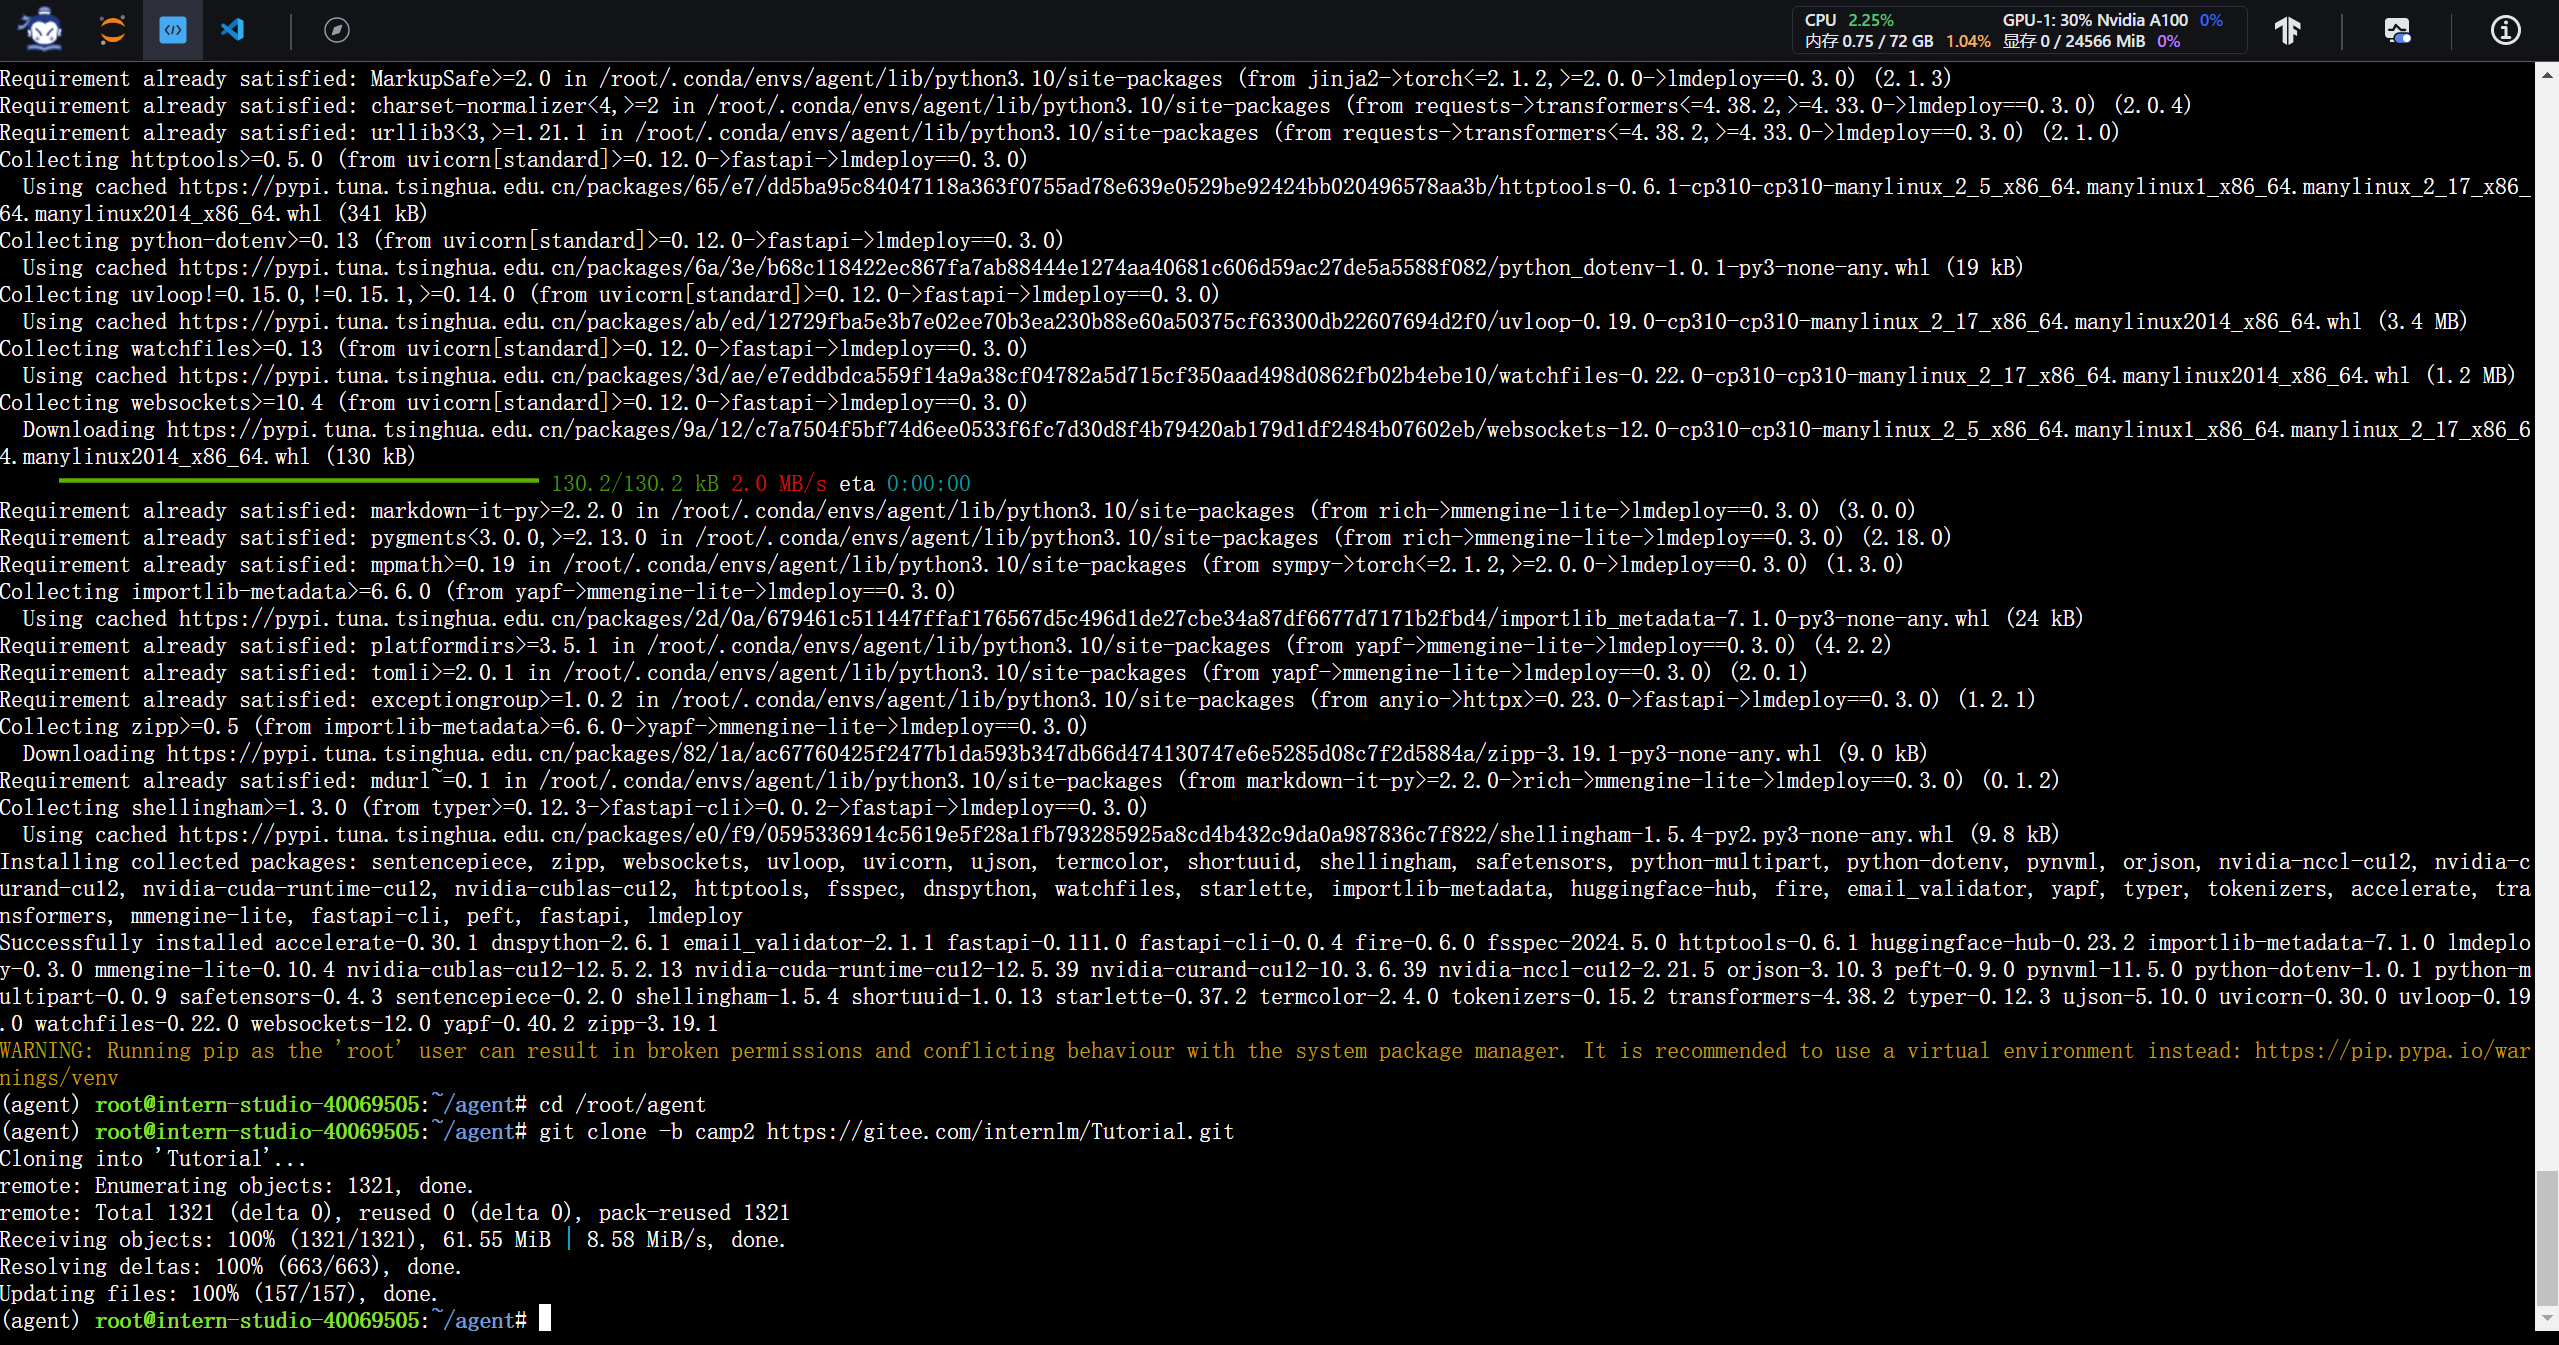 CPU 2.25% GPU-1: 30% Nvidia A100 0%
内存 0.75 / 72 GB 1.04% 显存 0 / 24566 MiB 0%
Requirement already satisfied: MarkupSafe>=2.0 in /root/.conda/envs/agent/lib/python3.10/site-packages (from jinja2->torch<=2.1.2,>=2.0.0->lmdeploy==0.3.0) (2.1.3)
Requirement already satisfied: charset-normalizer<4,>=2 in /root/.conda/envs/agent/lib/python3.10/site-packages (from requests->transformers<=4.38.2,>=4.33.0->lmdeploy==0.3.0) (2.0.4)
Requirement already satisfied: urllib3<3,>=1.21.1 in /root/.conda/envs/agent/lib/python3.10/site-packages (from requests->transformers<=4.38.2,>=4.33.0->lmdeploy==0.3.0) (2.1.0)
Collecting httptools>=0.5.0 (from uvicorn[standard]>=0.12.0->fastapi->lmdeploy==0.3.0)
  Using cached https://pypi.tuna.tsinghua.edu.cn/packages/65/e7/dd5ba95c84047118a363f0755ad78e639e0529be92424bb020496578aa3b/httptools-0.6.1-cp310-cp310-manylinux_2_5_x86_64.manylinux1_x86_64.manylinux_2_17_x86_
64.manylinux2014_x86_64.whl (341 kB)
Collecting python-dotenv>=0.13 (from uvicorn[standard]>=0.12.0->fastapi->lmdeploy==0.3.0)
  Using cached https://pypi.tuna.tsinghua.edu.cn/packages/6a/3e/b68c118422ec867fa7ab88444e1274aa40681c606d59ac27de5a5588f082/python_dotenv-1.0.1-py3-none-any.whl (19 kB)
Collecting uvloop!=0.15.0,!=0.15.1,>=0.14.0 (from uvicorn[standard]>=0.12.0->fastapi->lmdeploy==0.3.0)
  Using cached https://pypi.tuna.tsinghua.edu.cn/packages/ab/ed/12729fba5e3b7e02ee70b3ea230b88e60a50375cf63300db22607694d2f0/uvloop-0.19.0-cp310-cp310-manylinux_2_17_x86_64.manylinux2014_x86_64.whl (3.4 MB)
Collecting watchfiles>=0.13 (from uvicorn[standard]>=0.12.0->fastapi->lmdeploy==0.3.0)
  Using cached https://pypi.tuna.tsinghua.edu.cn/packages/3d/ae/e7eddbdca559f14a9a38cf04782a5d715cf350aad498d0862fb02b4ebe10/watchfiles-0.22.0-cp310-cp310-manylinux_2_17_x86_64.manylinux2014_x86_64.whl (1.2 MB)
Collecting websockets>=10.4 (from uvicorn[standard]>=0.12.0->fastapi->lmdeploy==0.3.0)
  Downloading https://pypi.tuna.tsinghua.edu.cn/packages/9a/12/c7a7504f5bf74d6ee0533f6fc7d30d8f4b79420ab179d1df2484b07602eb/websockets-12.0-cp310-cp310-manylinux_2_5_x86_64.manylinux1_x86_64.manylinux_2_17_x86_6
4.manylinux2014_x86_64.whl (130 kB)
130.2/130.2 kB 2.0 MB/s eta 0:00:00
Requirement already satisfied: markdown-it-py>=2.2.0 in /root/.conda/envs/agent/lib/python3.10/site-packages (from rich->mmengine-lite->lmdeploy==0.3.0) (3.0.0)
Requirement already satisfied: pygments<3.0.0,>=2.13.0 in /root/.conda/envs/agent/lib/python3.10/site-packages (from rich->mmengine-lite->lmdeploy==0.3.0) (2.18.0)
Requirement already satisfied: mpmath>=0.19 in /root/.conda/envs/agent/lib/python3.10/site-packages (from sympy->torch<=2.1.2,>=2.0.0->lmdeploy==0.3.0) (1.3.0)
Collecting importlib-metadata>=6.6.0 (from yapf->mmengine-lite->lmdeploy==0.3.0)
  Using cached https://pypi.tuna.tsinghua.edu.cn/packages/2d/0a/679461c511447ffaf176567d5c496d1de27cbe34a87df6677d7171b2fbd4/importlib_metadata-7.1.0-py3-none-any.whl (24 kB)
Requirement already satisfied: platformdirs>=3.5.1 in /root/.conda/envs/agent/lib/python3.10/site-packages (from yapf->mmengine-lite->lmdeploy==0.3.0) (4.2.2)
Requirement already satisfied: tomli>=2.0.1 in /root/.conda/envs/agent/lib/python3.10/site-packages (from yapf->mmengine-lite->lmdeploy==0.3.0) (2.0.1)
Requirement already satisfied: exceptiongroup>=1.0.2 in /root/.conda/envs/agent/lib/python3.10/site-packages (from anyio->httpx>=0.23.0->fastapi->lmdeploy==0.3.0) (1.2.1)
Collecting zipp>=0.5 (from importlib-metadata>=6.6.0->yapf->mmengine-lite->lmdeploy==0.3.0)
  Downloading https://pypi.tuna.tsinghua.edu.cn/packages/82/1a/ac67760425f2477b1da593b347db66d474130747e6e5285d08c7f2d5884a/zipp-3.19.1-py3-none-any.whl (9.0 kB)
Requirement already satisfied: mdurl~=0.1 in /root/.conda/envs/agent/lib/python3.10/site-packages (from markdown-it-py>=2.2.0->rich->mmengine-lite->lmdeploy==0.3.0) (0.1.2)
Collecting shellingham>=1.3.0 (from typer>=0.12.3->fastapi-cli>=0.0.2->fastapi->lmdeploy==0.3.0)
  Using cached https://pypi.tuna.tsinghua.edu.cn/packages/e0/f9/0595336914c5619e5f28a1fb793285925a8cd4b432c9da0a987836c7f822/shellingham-1.5.4-py2.py3-none-any.whl (9.8 kB)
Installing collected packages: sentencepiece, zipp, websockets, uvloop, uvicorn, ujson, termcolor, shortuuid, shellingham, safetensors, python-multipart, python-dotenv, pynvml, orjson, nvidia-nccl-cu12, nvidia-c
urand-cu12, nvidia-cuda-runtime-cu12, nvidia-cublas-cu12, httptools, fsspec, dnspython, watchfiles, starlette, importlib-metadata, huggingface-hub, fire, email_validator, yapf, typer, tokenizers, accelerate, tra
nsformers, mmengine-lite, fastapi-cli, peft, fastapi, lmdeploy
Successfully installed accelerate-0.30.1 dnspython-2.6.1 email_validator-2.1.1 fastapi-0.111.0 fastapi-cli-0.0.4 fire-0.6.0 fsspec-2024.5.0 httptools-0.6.1 huggingface-hub-0.23.2 importlib-metadata-7.1.0 lmdeplo
y-0.3.0 mmengine-lite-0.10.4 nvidia-cublas-cu12-12.5.2.13 nvidia-cuda-runtime-cu12-12.5.39 nvidia-curand-cu12-10.3.6.39 nvidia-nccl-cu12-2.21.5 orjson-3.10.3 peft-0.9.0 pynvml-11.5.0 python-dotenv-1.0.1 python-m
ultipart-0.0.9 safetensors-0.4.3 sentencepiece-0.2.0 shellingham-1.5.4 shortuuid-1.0.13 starlette-0.37.2 termcolor-2.4.0 tokenizers-0.15.2 transformers-4.38.2 typer-0.12.3 ujson-5.10.0 uvicorn-0.30.0 uvloop-0.19
.0 watchfiles-0.22.0 websockets-12.0 yapf-0.40.2 zipp-3.19.1
WARNING: Running pip as the 'root' user can result in broken permissions and conflicting behaviour with the system package manager. It is recommended to use a virtual environment instead: https://pip.pypa.io/war
nings/venv
(agent) root@intern-studio-40069505:~/agent# cd /root/agent
(agent) root@intern-studio-40069505:~/agent# git clone -b camp2 https://gitee.com/internlm/Tutorial.git
Cloning into 'Tutorial'...
remote: Enumerating objects: 1321, done.
remote: Total 1321 (delta 0), reused 0 (delta 0), pack-reused 1321
Receiving objects: 100% (1321/1321), 61.55 MiB | 8.58 MiB/s, done.
Resolving deltas: 100% (663/663), done.
Updating files: 100% (157/157), done.
(agent) root@intern-studio-40069505:~/agent#